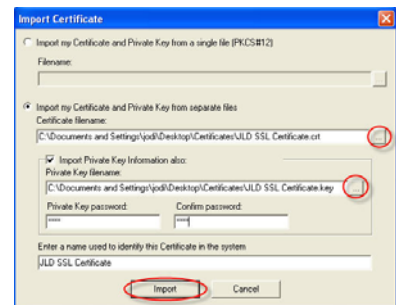 Import Certificate
Import my Certificate and Private Key from a single file (PKCS#12)
Filename:
...
Import my Certificate and Private Key from separate files
Certificate filename:
C:\Documents and Settings\jodi\Desktop\Certificates\JLD SSL Certificate.crt
...
Import Private Key Information also:
Private Key filename:
C:\Documents and Settings\jodi\Desktop\Certificates\JLD SSL Certificate.key
...
Private Key password: Confirm password:
**** ****
Enter a name used to identify this Certificate in the system
JLD SSL Certificate
Import Cancel